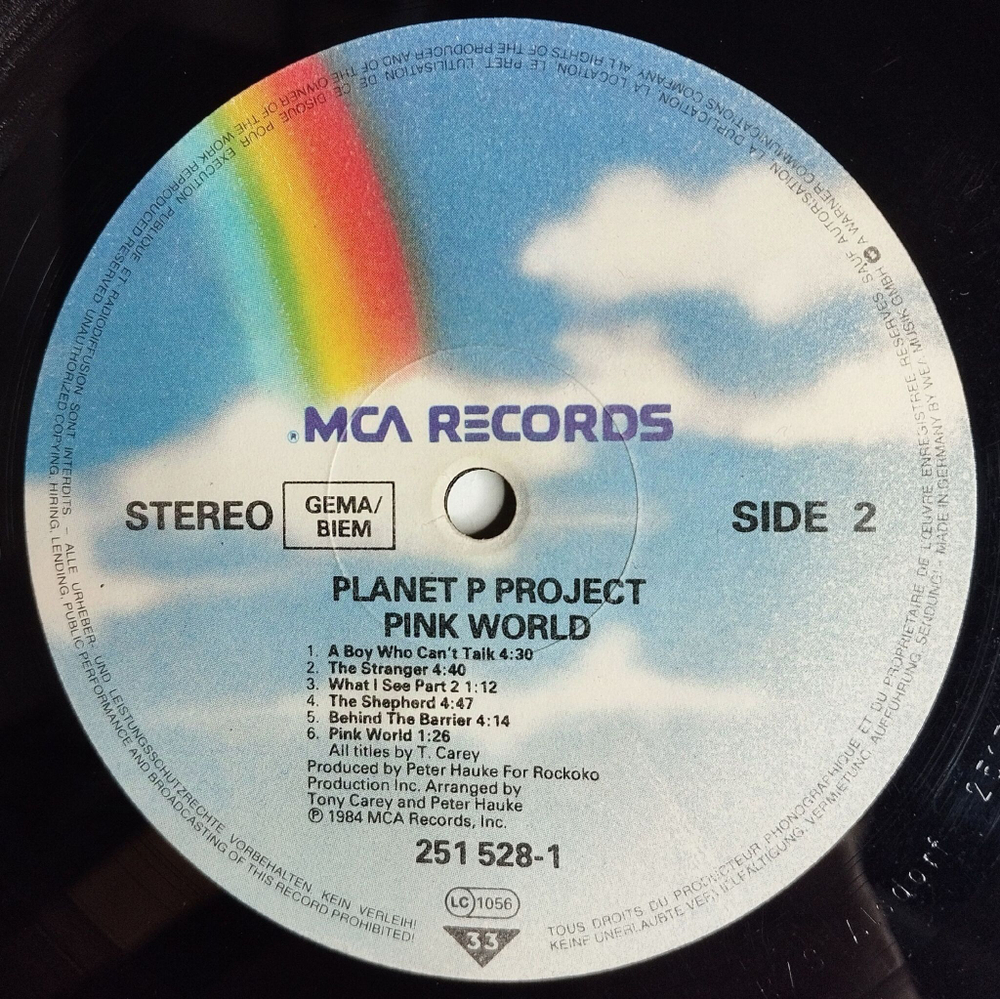 ® MCA RECORDS
STEREO
GEMA/
BIEM
SIDE 2
PLANET P PROJECT
PINK WORLD
1. A Boy Who Can't Talk 4:30
2. The Stranger 4:40
3. What I See Part 2 1:12
4. The Shepherd 4:47
5. Behind The Barrier 4:14
6. Pink World 1:26
All titles by T. Carey
Produced by Peter Hauke For Rockoko
Production Inc. Arranged by
Tony Carey and Peter Hauke
℗ 1984 MCA Records, Inc.
251 528-1
LC 1056
33
TOUS DROITS DU PRODUCTEUR PHONOGRAPHIQUE ET DU PROPRIETAIRE DE L'ŒUVRE ENREGISTREE RESERVES. SAUF AUTORISATION LA DUPLICATION, LA LOCATION, LE PRET, L'UTILISATION DE CE DISQUE POUR EXECUTION PUBLIQUE ET RADIODIFFUSION SONT INTERDITS – ALLE URHEBER- UND LEISTUNGSSCHUTZRECHTE VORBEHALTEN. KEIN VERLEIH!
KEINE UNERLAUBTE VERVIELFÄLTIGUNG, VERMIETUNG, AUFFÜHRUNG, SENDUNG! – MADE IN GERMANY BY WEA MUSIK GMBH A WARNER COMMUNICATIONS COMPANY ALL RIGHTS OF THE PRODUCER AND OF THE OWNER OF THE WORK REPRODUCED RESERVED UNAUTHORIZED COPYING, HIRING, LENDING, PUBLIC PERFORMANCE AND BROADCASTING OF THIS RECORD PROHIBITED!